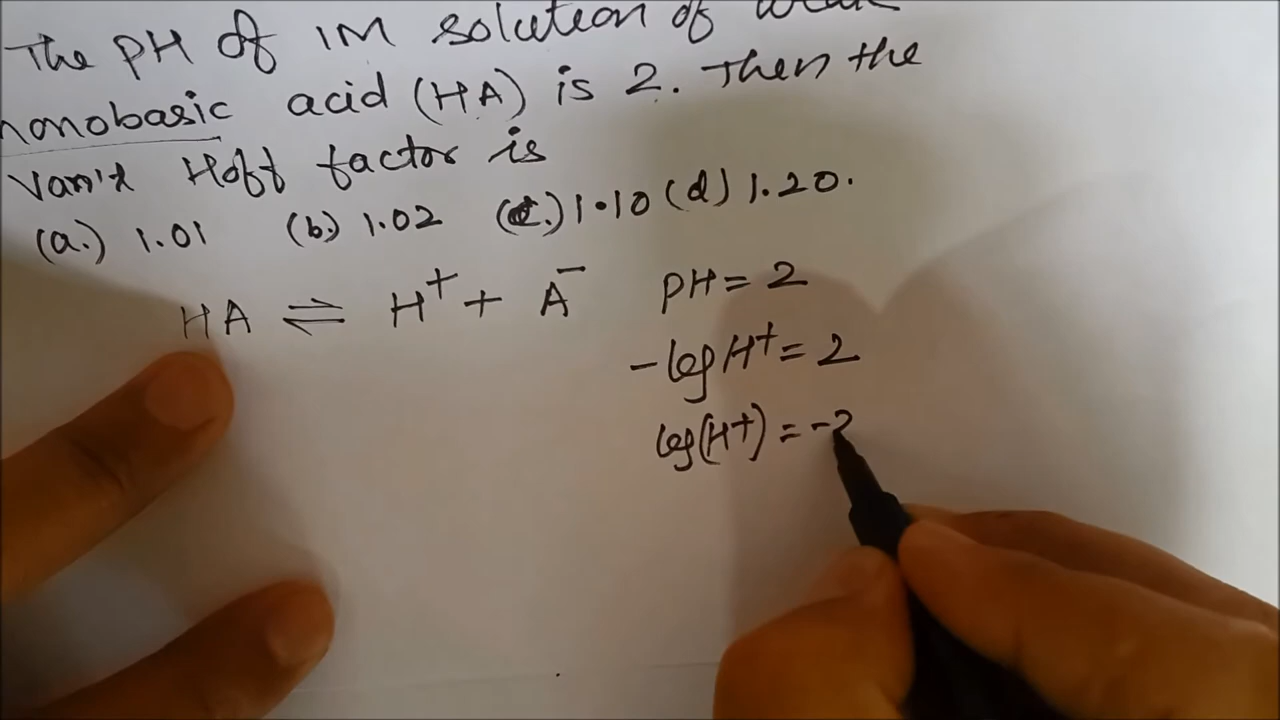 The PH of 1M solution of
monobasic acid (HA) is 2. Then the
Van't Hoff factor is
(a.) 1.01 (b.) 1.02 (c.) 1.10 (d) 1.20.
HA ⇌ H⁺ + A⁻ PH = 2
-log H⁺ = 2
log(H⁺) = -2